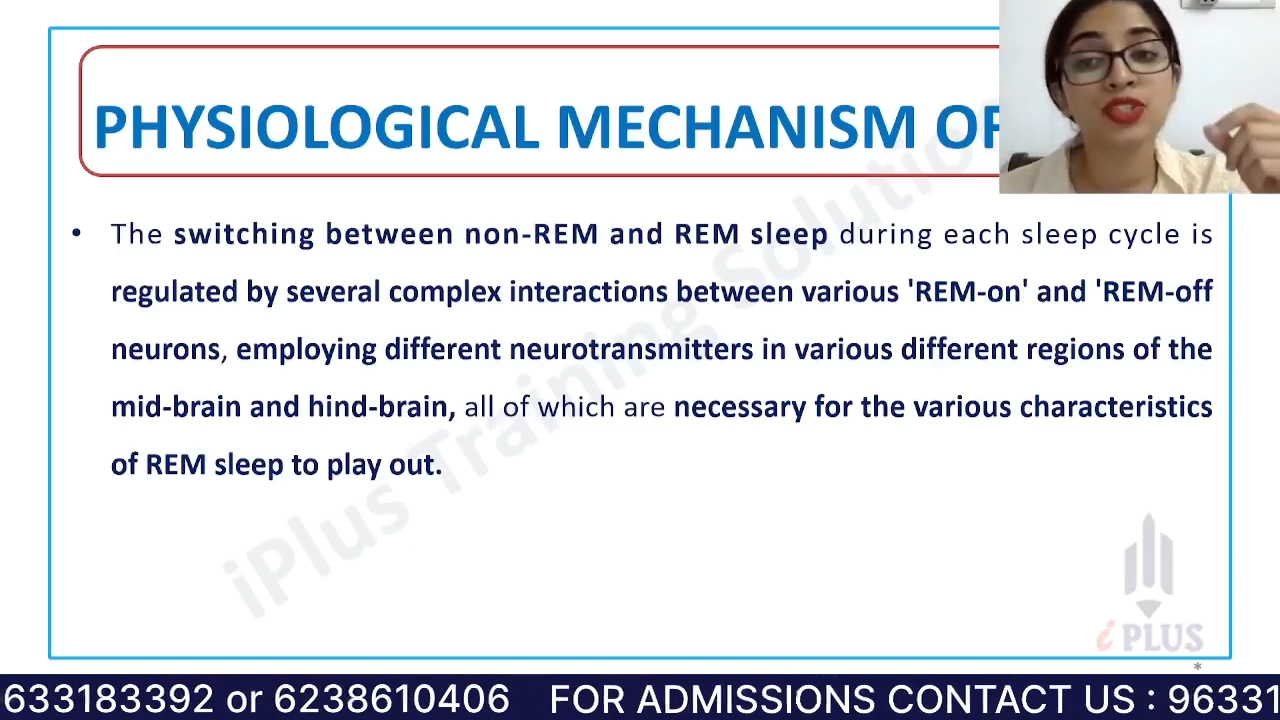 PHYSIOLOGICAL MECHANISM OF
• The switching between non-REM and REM sleep during each sleep cycle is
regulated by several complex interactions between various 'REM-on' and 'REM-off
neurons, employing different neurotransmitters in various different regions of the
mid-brain and hind-brain, all of which are necessary for the various characteristics
of REM sleep to play out.
iPlus Training Solutio
i PLUS
*
633183392 or 6238610406 FOR ADMISSIONS CONTACT US : 96331